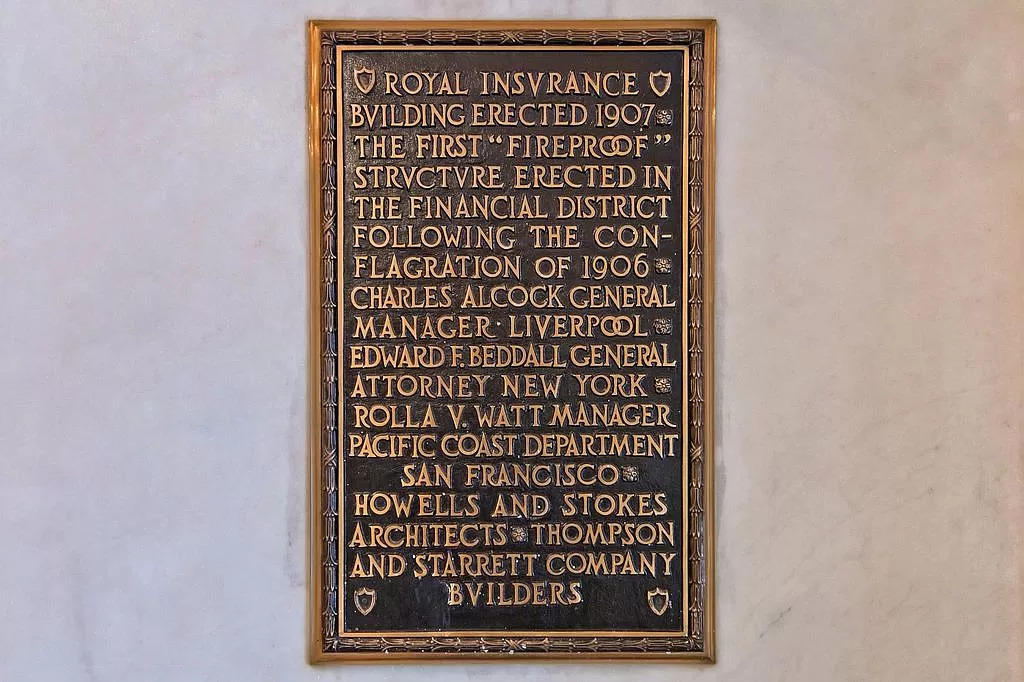 ROYAL INSVRANCE
BVILDING ERECTED 1907
THE FIRST “FIREPROOF”
STRVCTVRE ERECTED IN
THE FINANCIAL DISTRICT
FOLLOWING THE CON-
FLAGRATION OF 1906
CHARLES ALCOCK GENERAL
MANAGER · LIVERPOOL
EDWARD F. BEDDALL GENERAL
ATTORNEY NEW YORK
ROLLA V. WATT MANAGER
PACIFIC COAST DEPARTMENT
SAN FRANCISCO
HOWELLS AND STOKES
ARCHITECTS THOMPSON
AND STARRETT COMPANY
BVILDERS